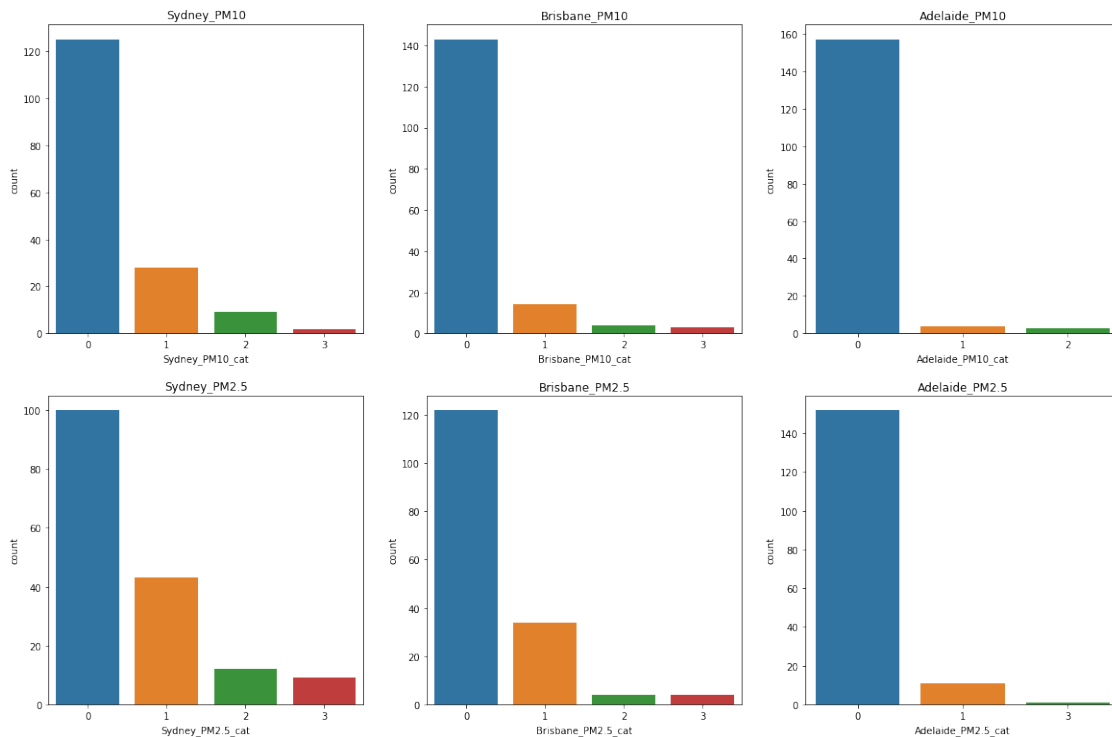 Sydney_PM10
Brisbane_PM10
Adelaide_PM10
count
120
100
80
60
40
20
0
0 1 2 3
Sydney_PM10_cat
count
140
120
100
80
60
40
20
0
0 1 2 3
Brisbane_PM10_cat
count
160
140
120
100
80
60
40
20
0
0 1 2
Adelaide_PM10_cat
Sydney_PM2.5
Brisbane_PM2.5
Adelaide_PM2.5
count
100
80
60
40
20
0
0 1 2 3
Sydney_PM2.5_cat
count
120
100
80
60
40
20
0
0 1 2 3
Brisbane_PM2.5_cat
count
140
120
100
80
60
40
20
0
0 1 3
Adelaide_PM2.5_cat